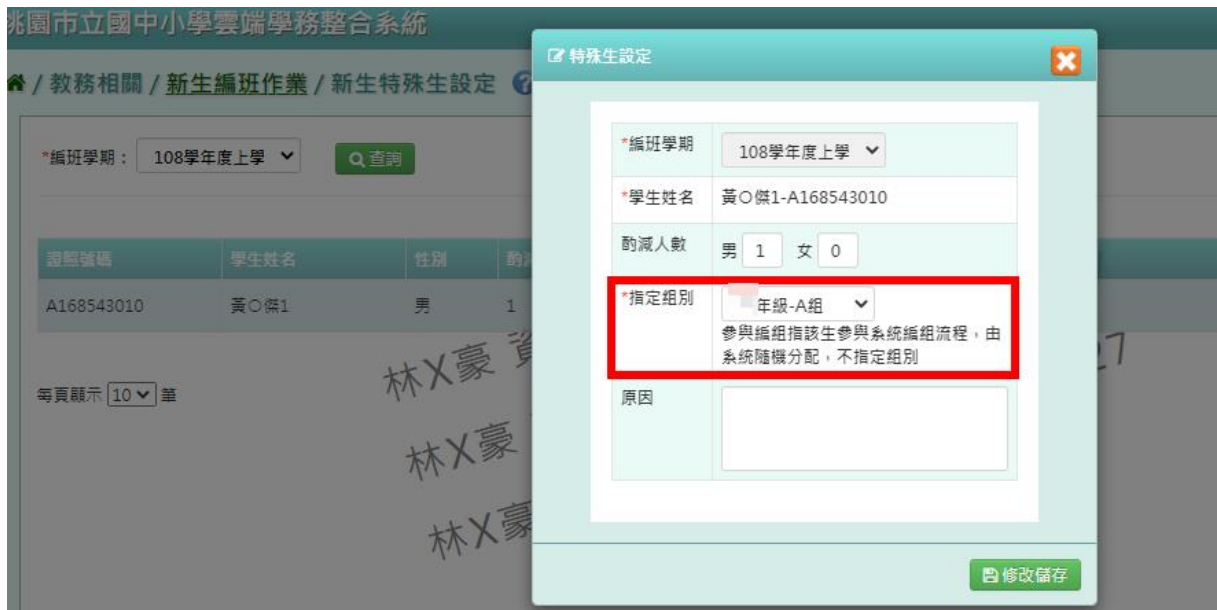 桃園市立國中小學雲端學務整合系統
/ 教務相關 / 新生編班作業 / 新生特殊生設定
*編班學期： 108學年度上學 查詢
證照號碼 學生姓名 性別 酌
A168543010 黃○傑1 男 1
每頁顯示 10 筆
林X豪 資
林X豪
林X豪
27
特殊生設定
*編班學期 108學年度上學
*學生姓名 黃○傑1-A168543010
酌減人數 男 1 女 0
*指定組別 年級-A組
參與編組指該生參與系統編組流程，由
系統隨機分配，不指定組別
原因
修改儲存